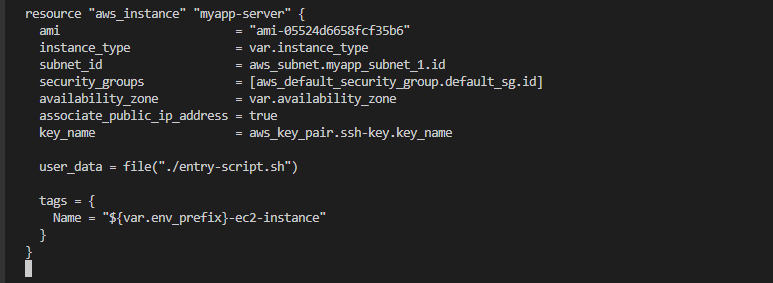 resource "aws_instance" "myapp-server" {
  ami                         = "ami-05524d6658fcf35b6"
  instance_type               = var.instance_type
  subnet_id                   = aws_subnet.myapp_subnet_1.id
  security_groups             = [aws_default_security_group.default_sg.id]
  availability_zone           = var.availability_zone
  associate_public_ip_address = true
  key_name                    = aws_key_pair.ssh-key.key_name

  user_data = file("./entry-script.sh")

  tags = {
    Name = "${var.env_prefix}-ec2-instance"
  }
}